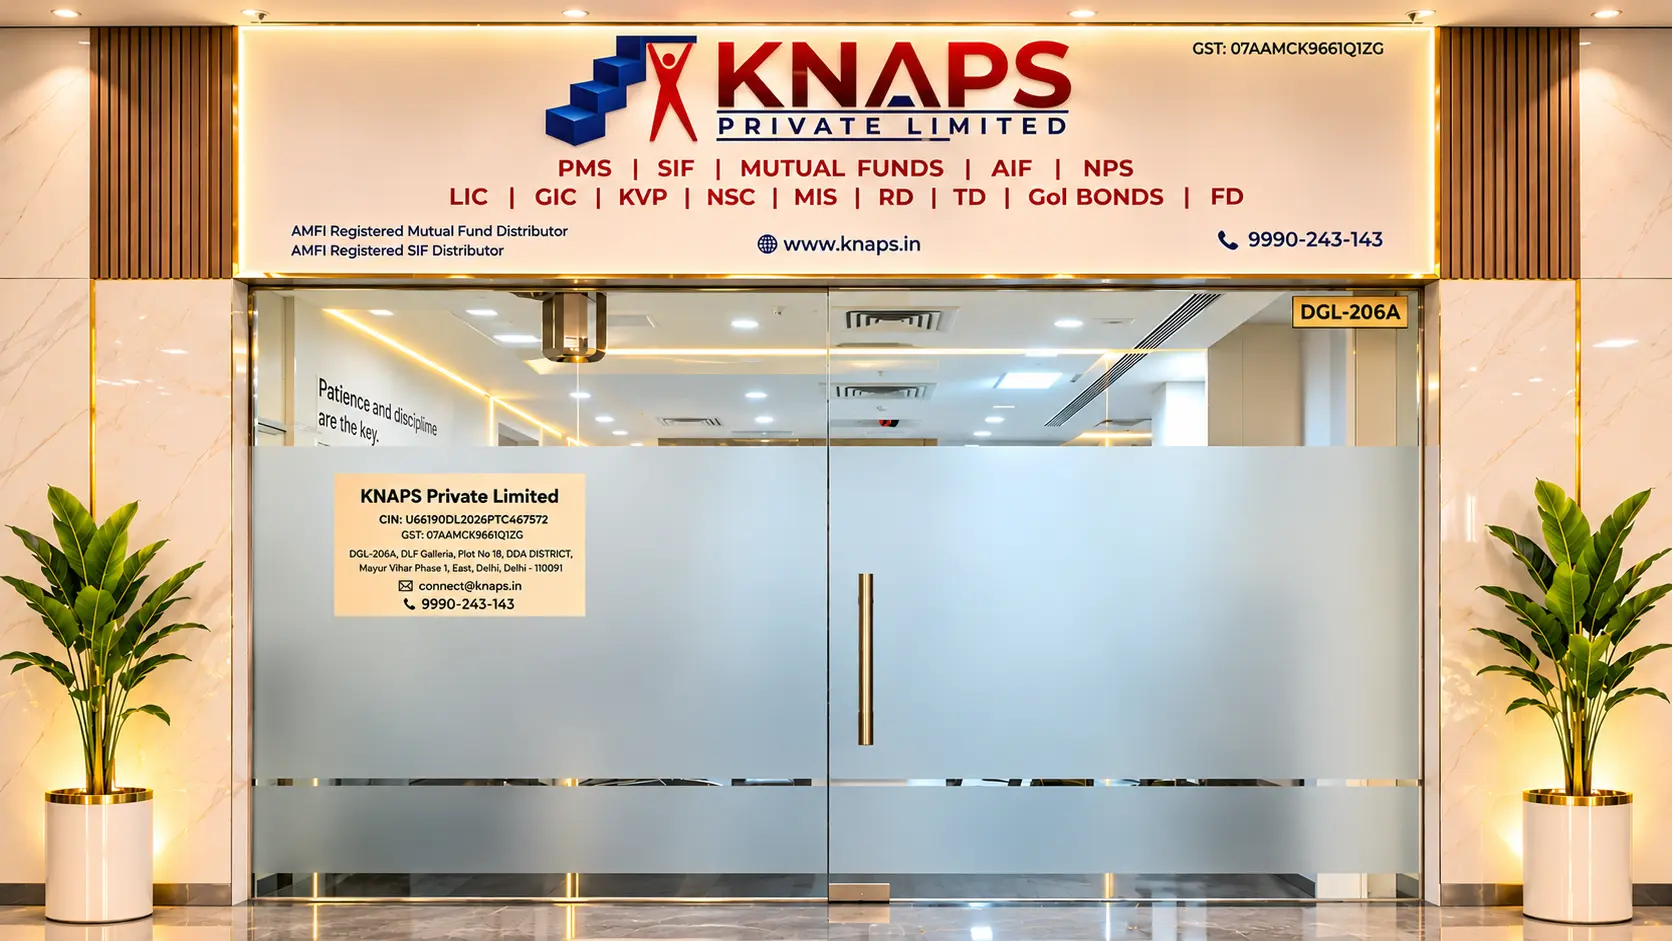 KNAPS
PRIVATE LIMITED
GST: 07AAMCK9661Q1ZG
PMS | SIF | MUTUAL FUNDS | AIF | NPS
LIC | GIC | KVP | NSC | MIS | RD | TD | GoI BONDS | FD
AMFI Registered Mutual Fund Distributor
AMFI Registered SIF Distributor
www.knaps.in
9990-243-143
DGL-206A
Patience and discipline
are the key.
KNAPS Private Limited
CIN: U66190DL2026PTC467572
GST: 07AAMCK9661Q1ZG
DGL-206A, DLF Galleria, Plot No 18, DDA DISTRICT,
Mayur Vihar Phase 1, East, Delhi, Delhi - 110091
connect@knaps.in
9990-243-143